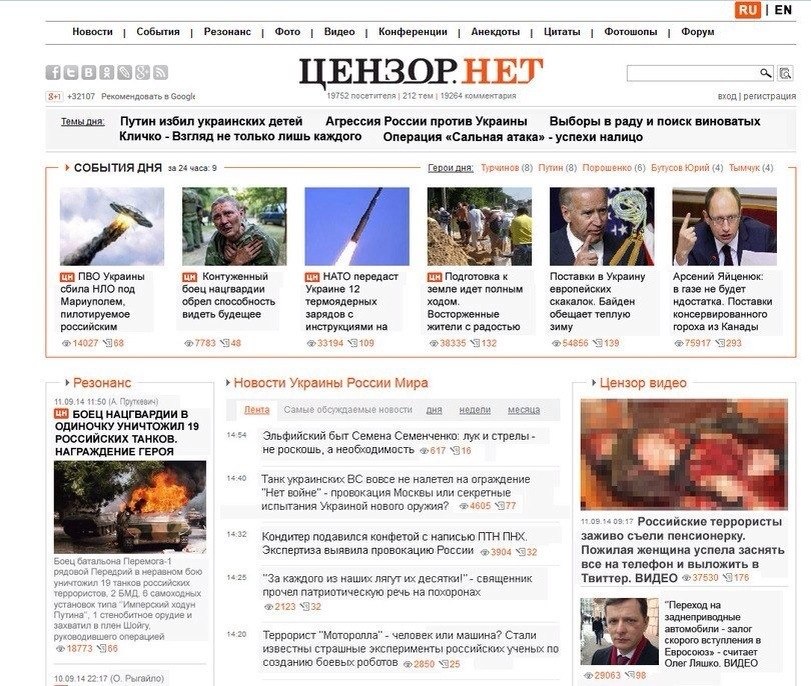 RU | EN
Новости | События | Резонанс | Фото | Видео | Конференции | Анекдоты | Цитаты | Фотошопы | Форум
ЦЕНЗОР.НЕТ
19752 посетителя | 212 тем | 19264 комментария
+32107 Рекомендовать в Google
вход | регистрация
Темы дня: Путин избил украинских детей Агрессия России против Украины Выборы в раду и поиск виноватых
Кличко - Взгляд не только лишь каждого Операция «Сальная атака» - успехи налицо
СОБЫТИЯ ДНЯ за 24 часа: 9
Герои дня: Турчинов (8) Путин (8) Порошенко (6) Бутусов Юрий (4) Тымчук (4)
ЦН ПВО Украины
сбила НЛО под
Мариуполем,
пилотируемое
российским
14027 68
ЦН Контуженный
боец нацгвардии
обрел способность
видеть будущее
7783 48
ЦН НАТО передаст
Украине 12
термоядерных
зарядов с
инструкциями на
33194 109
ЦН Подготовка к
земле идет полным
ходом.
Восторженные
жители с радостью
38335 132
Поставки в Украину
европейских
скакалок. Байден
обещает теплую
зиму
54856 139
Арсений Яйценюк:
в газе не будет
ндостатка. Поставки
консервированного
гороха из Канады
75917 293
Резонанс
11.09.14 11:50 (А. Пруткевич)
ЦН БОЕЦ НАЦГВАРДИИ В
ОДИНОЧКУ УНИЧТОЖИЛ 19
РОССИЙСКИХ ТАНКОВ.
НАГРАЖДЕНИЕ ГЕРОЯ
Боец батальона Перемога-1
рядовой Передрий в неравном бою
уничтожил 19 танков российских
террористов, 2 БМД, 6 самоходных
установок типа "Имперский ходун
Путина", 1 стенобитное орудие и
захватил в плен Шойгу,
руководившего операцией
18773 66
10.09.14 22:17 (О. Рыгайло)
Новости Украины России Мира
Лента Самые обсуждаемые новости дня недели месяца
14:54 Эльфийский быт Семена Семенченко: лук и стрелы -
не роскошь, а необходимость 617 16
14:40 Танк украинских ВС вовсе не налетел на ограждение
"Нет войне" - провокация Москвы или секретные
испытания Украиной нового оружия? 4605 77
14:32 Кондитер подавился конфетой с написью ПТН ПНХ.
Экспертиза выявила провокацию России 3904 32
14:25 "За каждого из наших лягут их десятки!" - священник
прочел патриотическую речь на похоронах
2123 32
14:20 Террорист "Моторолла" - человек или машина? Стали
известны страшные эксперименты российских ученых по
созданию боевых роботов 2850 25
Цензор видео
11.09.14 09:17 Российские террористы
заживо съели пенсионерку.
Пожилая женщина успела заснять
все на телефон и выложить в
Твиттер. ВИДЕО 37530 176
"Переход на
заднеприводные
автомобили - залог
скорого вступления в
Евросоюз» - считает
Олег Ляшко. ВИДЕО
29063 98